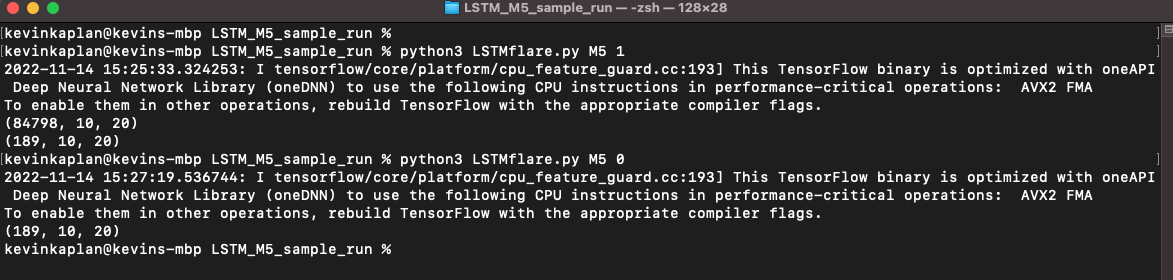 LSTM_M5_sample_run — -zsh — 128×28
[kevinkaplan@kevins-mbp LSTM_M5_sample_run % ]
[kevinkaplan@kevins-mbp LSTM_M5_sample_run % python3 LSTMflare.py M5 1 ]
2022-11-14 15:25:33.324253: I tensorflow/core/platform/cpu_feature_guard.cc:193] This TensorFlow binary is optimized with oneAPI
Deep Neural Network Library (oneDNN) to use the following CPU instructions in performance-critical operations:  AVX2 FMA
To enable them in other operations, rebuild TensorFlow with the appropriate compiler flags.
(84798, 10, 20)
(189, 10, 20)
[kevinkaplan@kevins-mbp LSTM_M5_sample_run % python3 LSTMflare.py M5 0 ]
2022-11-14 15:27:19.536744: I tensorflow/core/platform/cpu_feature_guard.cc:193] This TensorFlow binary is optimized with oneAPI
Deep Neural Network Library (oneDNN) to use the following CPU instructions in performance-critical operations:  AVX2 FMA
To enable them in other operations, rebuild TensorFlow with the appropriate compiler flags.
(189, 10, 20)
kevinkaplan@kevins-mbp LSTM_M5_sample_run %